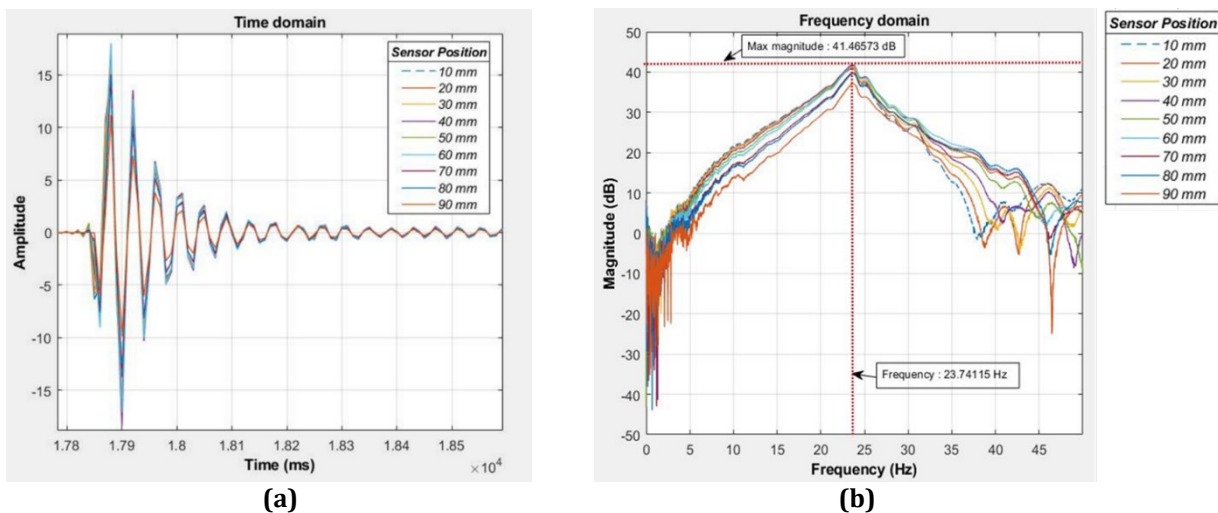 Time domain
Sensor Position
10 mm
20 mm
30 mm
40 mm
50 mm
60 mm
70 mm
80 mm
90 mm
15
10
5
0
-5
-10
-15
Amplitude
1.78 1.79 1.8 1.81 1.82 1.83 1.84 1.85
×10⁴
Time (ms)
(a)
Frequency domain
Max magnitude : 41.46573 dB
Frequency : 23.74115 Hz
50
40
30
20
10
0
-10
-20
-30
-40
-50
Magnitude (dB)
0 5 10 15 20 25 30 35 40 45
Frequency (Hz)
(b)
Sensor Position
10 mm
20 mm
30 mm
40 mm
50 mm
60 mm
70 mm
80 mm
90 mm